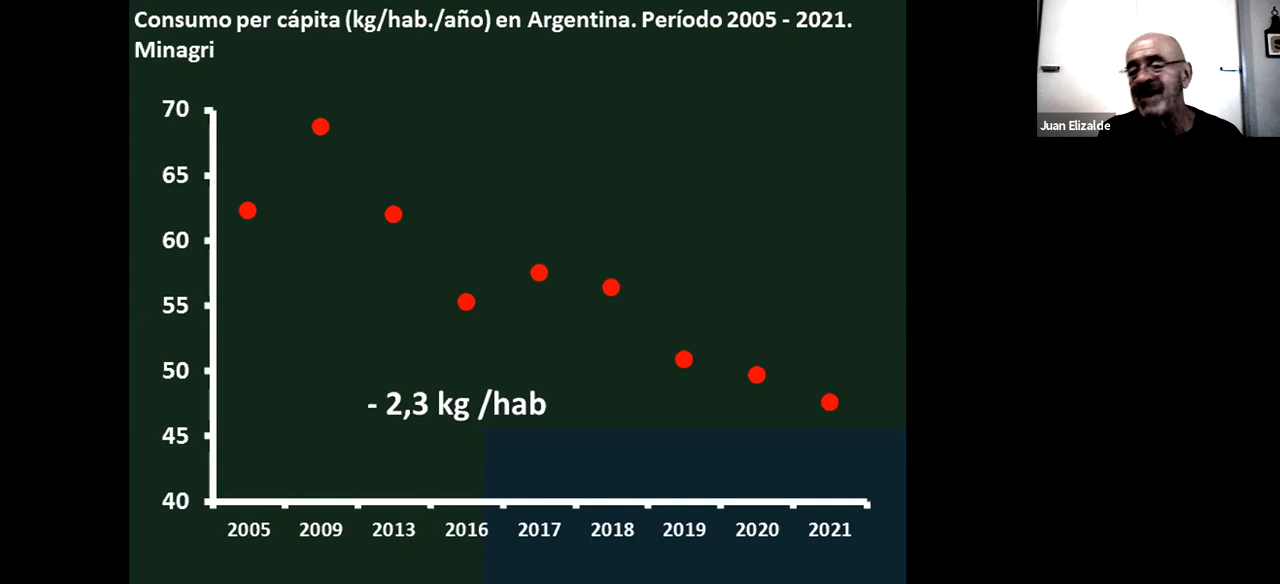 Consumo per cápita (kg/hab./año) en Argentina. Período 2005 - 2021.
Minagri
Juan Elizalde
70
65
60
55
50
- 2,3 kg /hab
45
40
2005 2009 2013 2016 2017 2018 2019 2020 2021